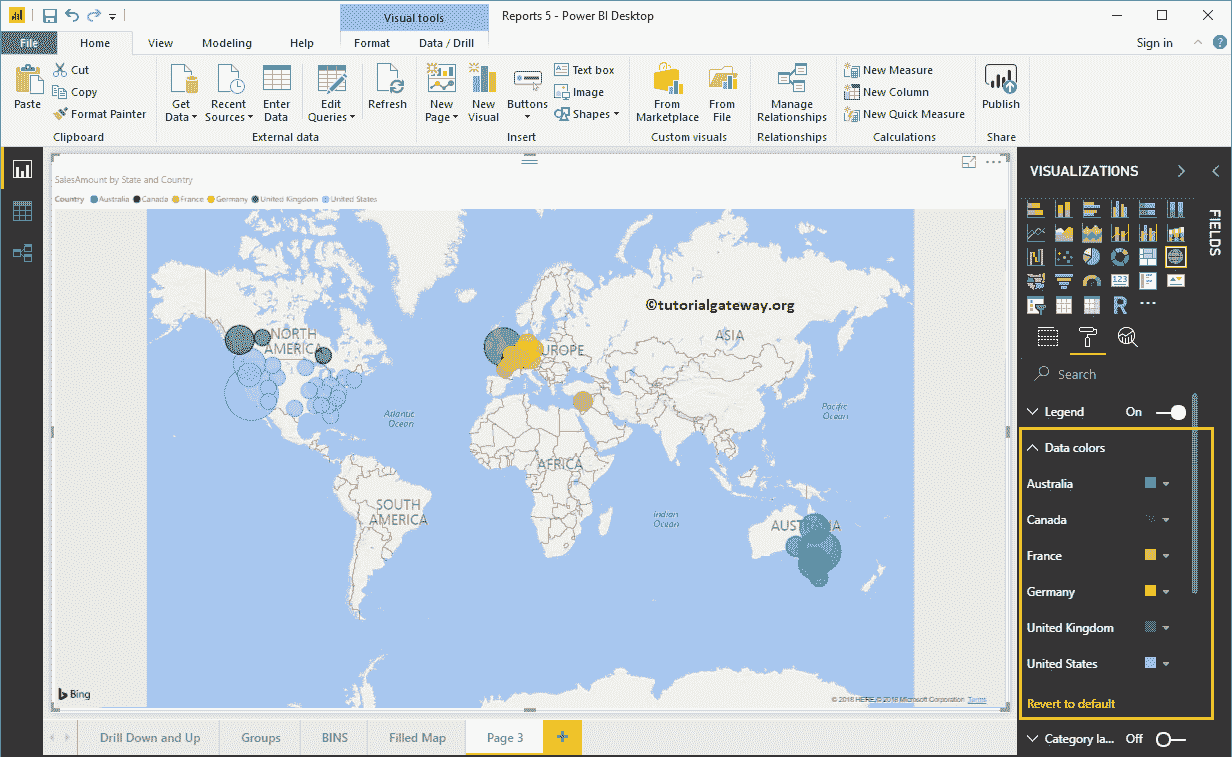 Visual tools
Reports 5 - Power BI Desktop
File Home View Modeling Help Format Data / Drill Sign in
Cut
Copy
Format Painter
Paste
Clipboard
Get Data
Recent Sources
Enter Data
Edit Queries
Refresh
External data
New Page
New Visual
Buttons
Text box
Image
Shapes
Insert
From Marketplace
From File
Custom visuals
Manage Relationships
Relationships
New Measure
New Column
New Quick Measure
Calculations
Publish
Share
SalesAmount by State and Country
Country Australia Canada France Germany United Kingdom United States
©tutorialgateway.org
NORTH
AMERICA
UROPE
ASIA
Atlantic
Ocean
Pacific
Ocean
AFRICA
SOUTH
AMERICA
Indian
Ocean
AUS IA
Bing
© 2018 HERE, © 2018 Microsoft Corporation Terms
VISUALIZATIONS
FIELDS
123
R
Search
Legend On
Data colors
Australia
Canada
France
Germany
United Kingdom
United States
Revert to default
Category la... Off
Drill Down and Up Groups BINS Filled Map Page 3 +